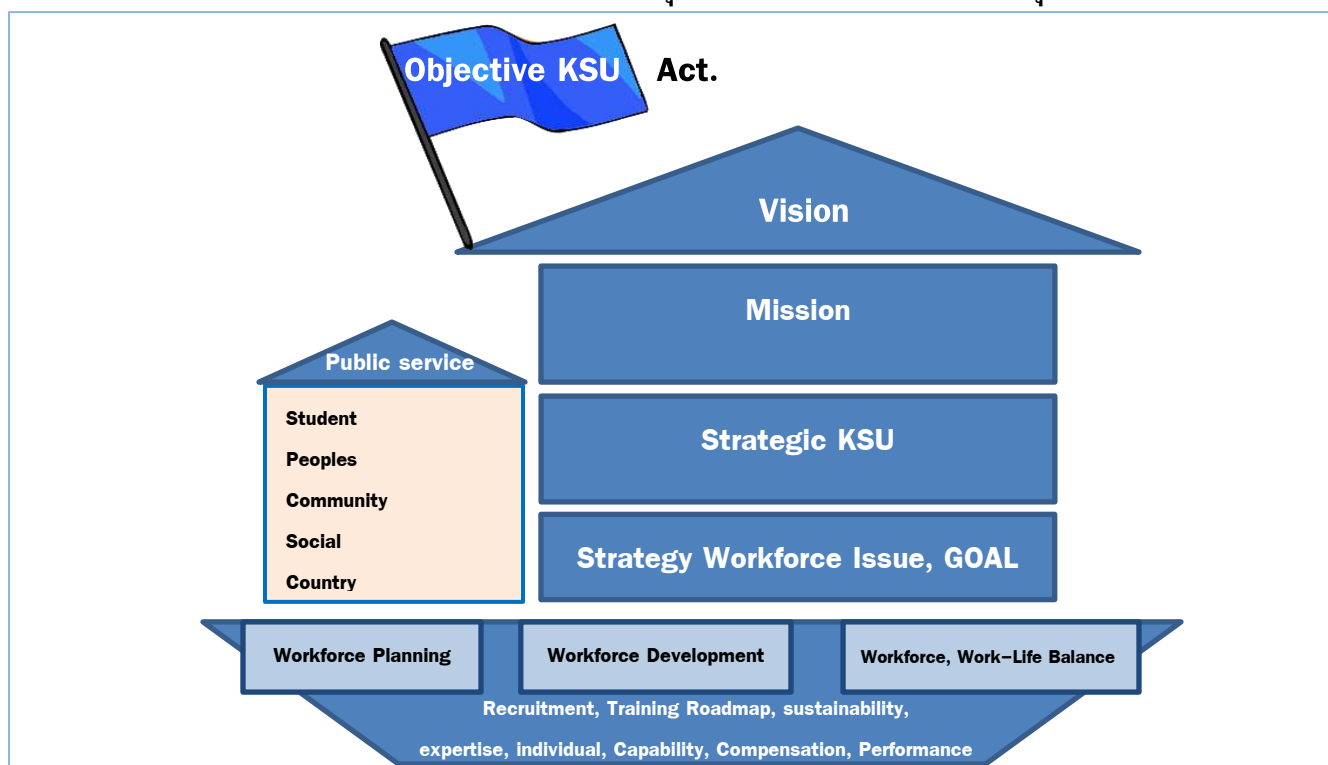 Objective KSU Act.
Vision
Mission
Public service
Student
Peoples
Community
Social
Country
Strategic KSU
Strategy Workforce Issue, GOAL
Workforce Planning
Workforce Development
Workforce, Work–Life Balance
Recruitment, Training Roadmap, sustainability,
expertise, individual, Capability, Compensation, Performance